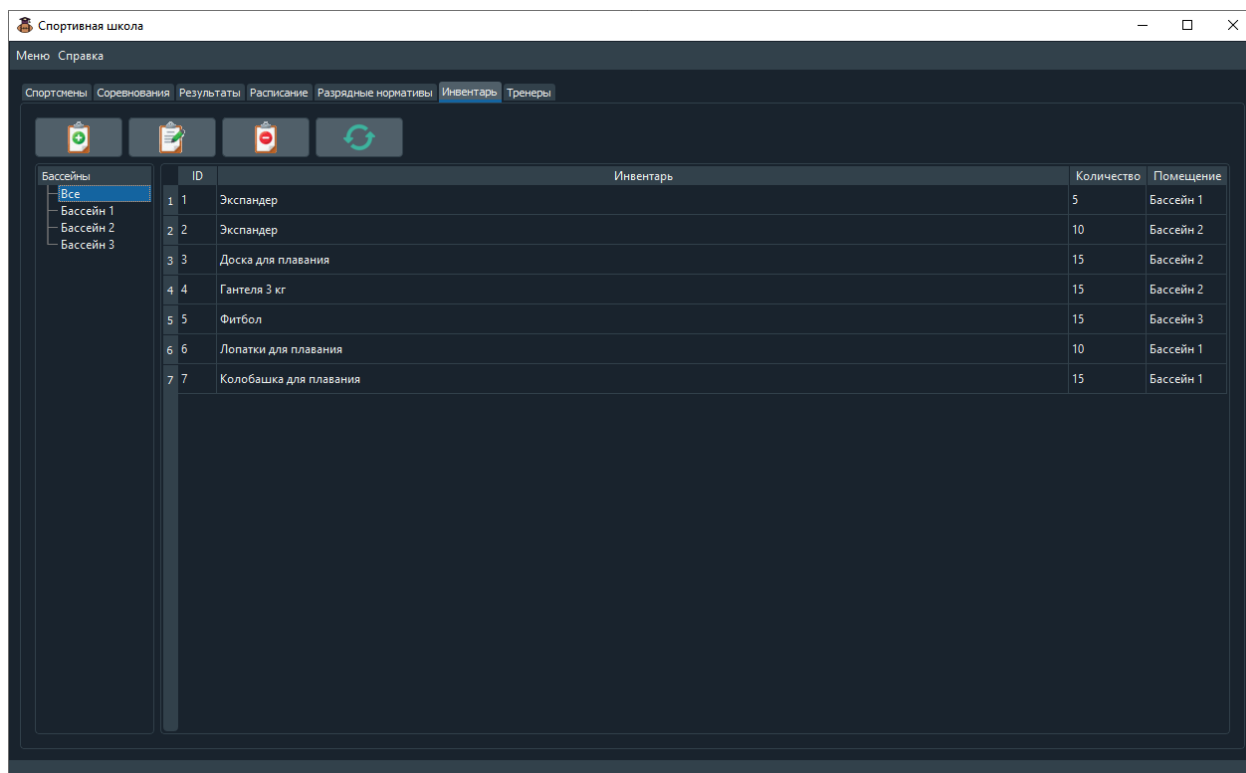 Спортивная школа
Меню Справка
Спортсмены Соревнования Результаты Расписание Разрядные нормативы Инвентарь Тренеры
Бассейны
Все
Бассейн 1
Бассейн 2
Бассейн 3
ID Инвентарь Количество Помещение
1 1 Экспандер 5 Бассейн 1
2 2 Экспандер 10 Бассейн 2
3 3 Доска для плавания 15 Бассейн 2
4 4 Гантеля 3 кг 15 Бассейн 2
5 5 Фитбол 15 Бассейн 3
6 6 Лопатки для плавания 10 Бассейн 1
7 7 Колобашка для плавания 15 Бассейн 1